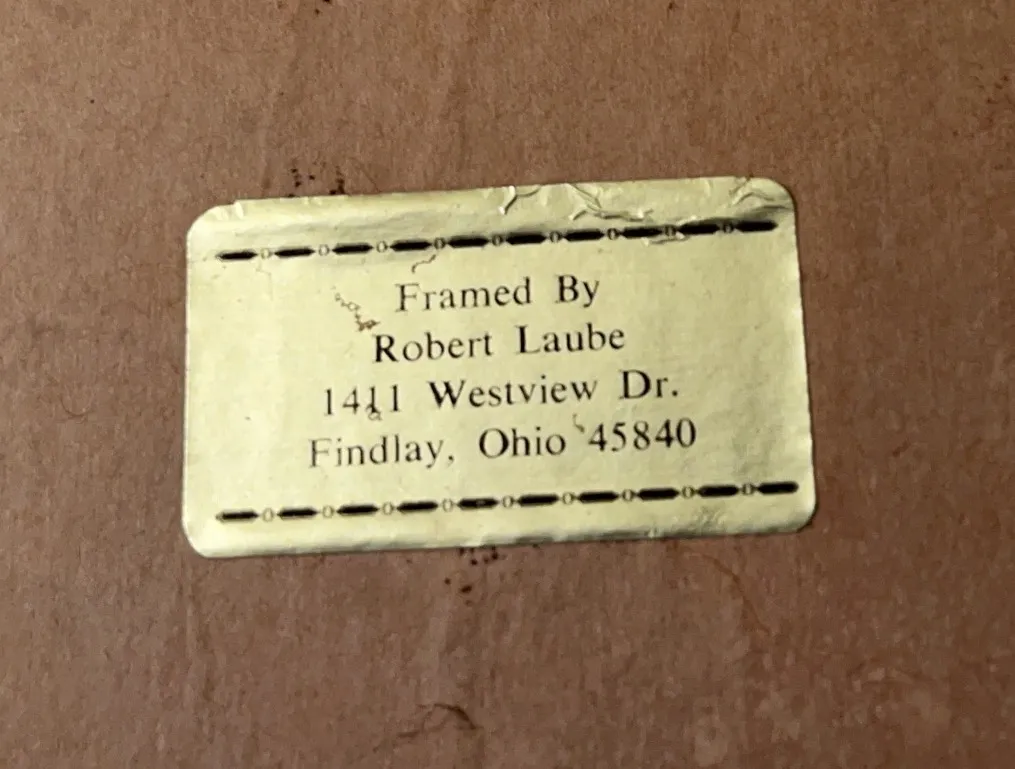 Framed By
Robert Laube
1411 Westview Dr.
Findlay, Ohio 45840